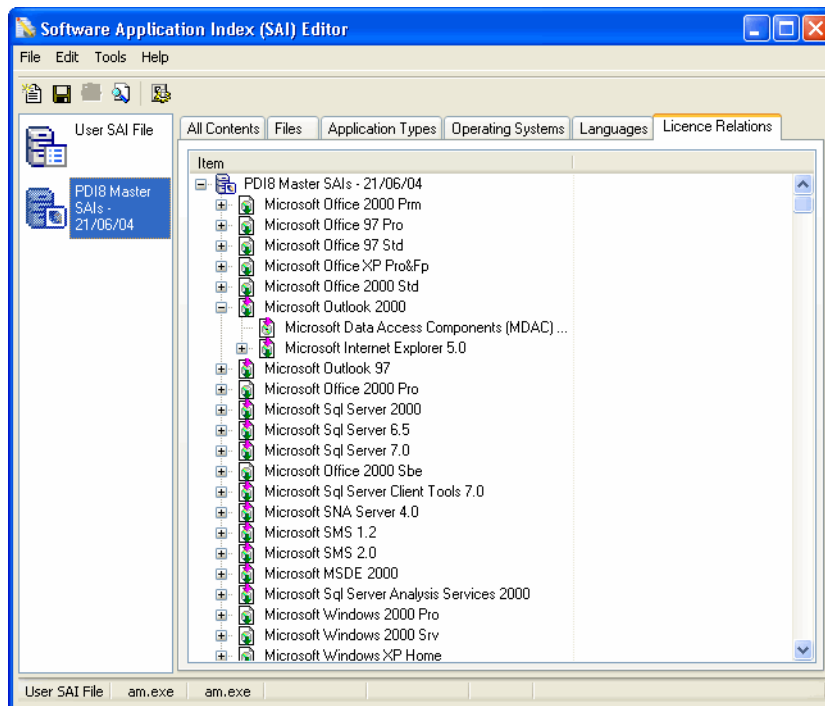 Software Application Index (SAI) Editor
File Edit Tools Help
User SAI File
PDI8 Master
SAIs -
21/06/04
All Contents Files Application Types Operating Systems Languages Licence Relations
Item
PDI8 Master SAIs - 21/06/04
Microsoft Office 2000 Prm
Microsoft Office 97 Pro
Microsoft Office 97 Std
Microsoft Office XP Pro&Fp
Microsoft Office 2000 Std
Microsoft Outlook 2000
Microsoft Data Access Components (MDAC) ...
Microsoft Internet Explorer 5.0
Microsoft Outlook 97
Microsoft Office 2000 Pro
Microsoft Sql Server 2000
Microsoft Sql Server 6.5
Microsoft Sql Server 7.0
Microsoft Office 2000 Sbe
Microsoft Sql Server Client Tools 7.0
Microsoft SNA Server 4.0
Microsoft SMS 1.2
Microsoft SMS 2.0
Microsoft MSDE 2000
Microsoft Sql Server Analysis Services 2000
Microsoft Windows 2000 Pro
Microsoft Windows 2000 Srv
Microsoft Windows XP Home
User SAI File am.exe am.exe